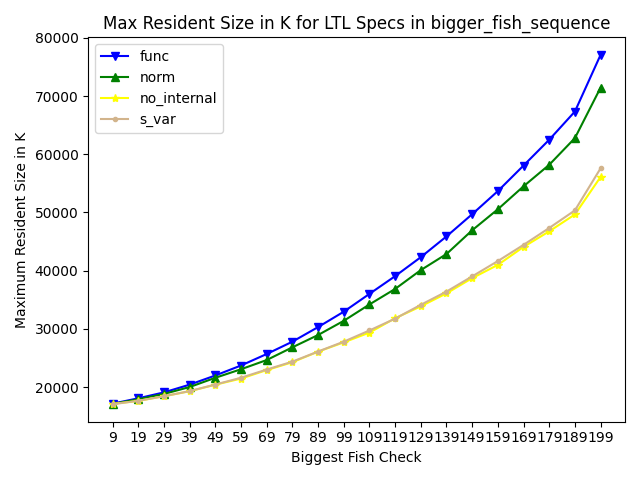 Max Resident Size in K for LTL Specs in bigger_fish_sequence
func
norm
no_internal
s_var
Maximum Resident Size in K
80000
70000
60000
50000
40000
30000
20000
9 19 29 39 49 59 69 79 89 99 109 119 129 139 149 159 169 179 189 199
Biggest Fish Check